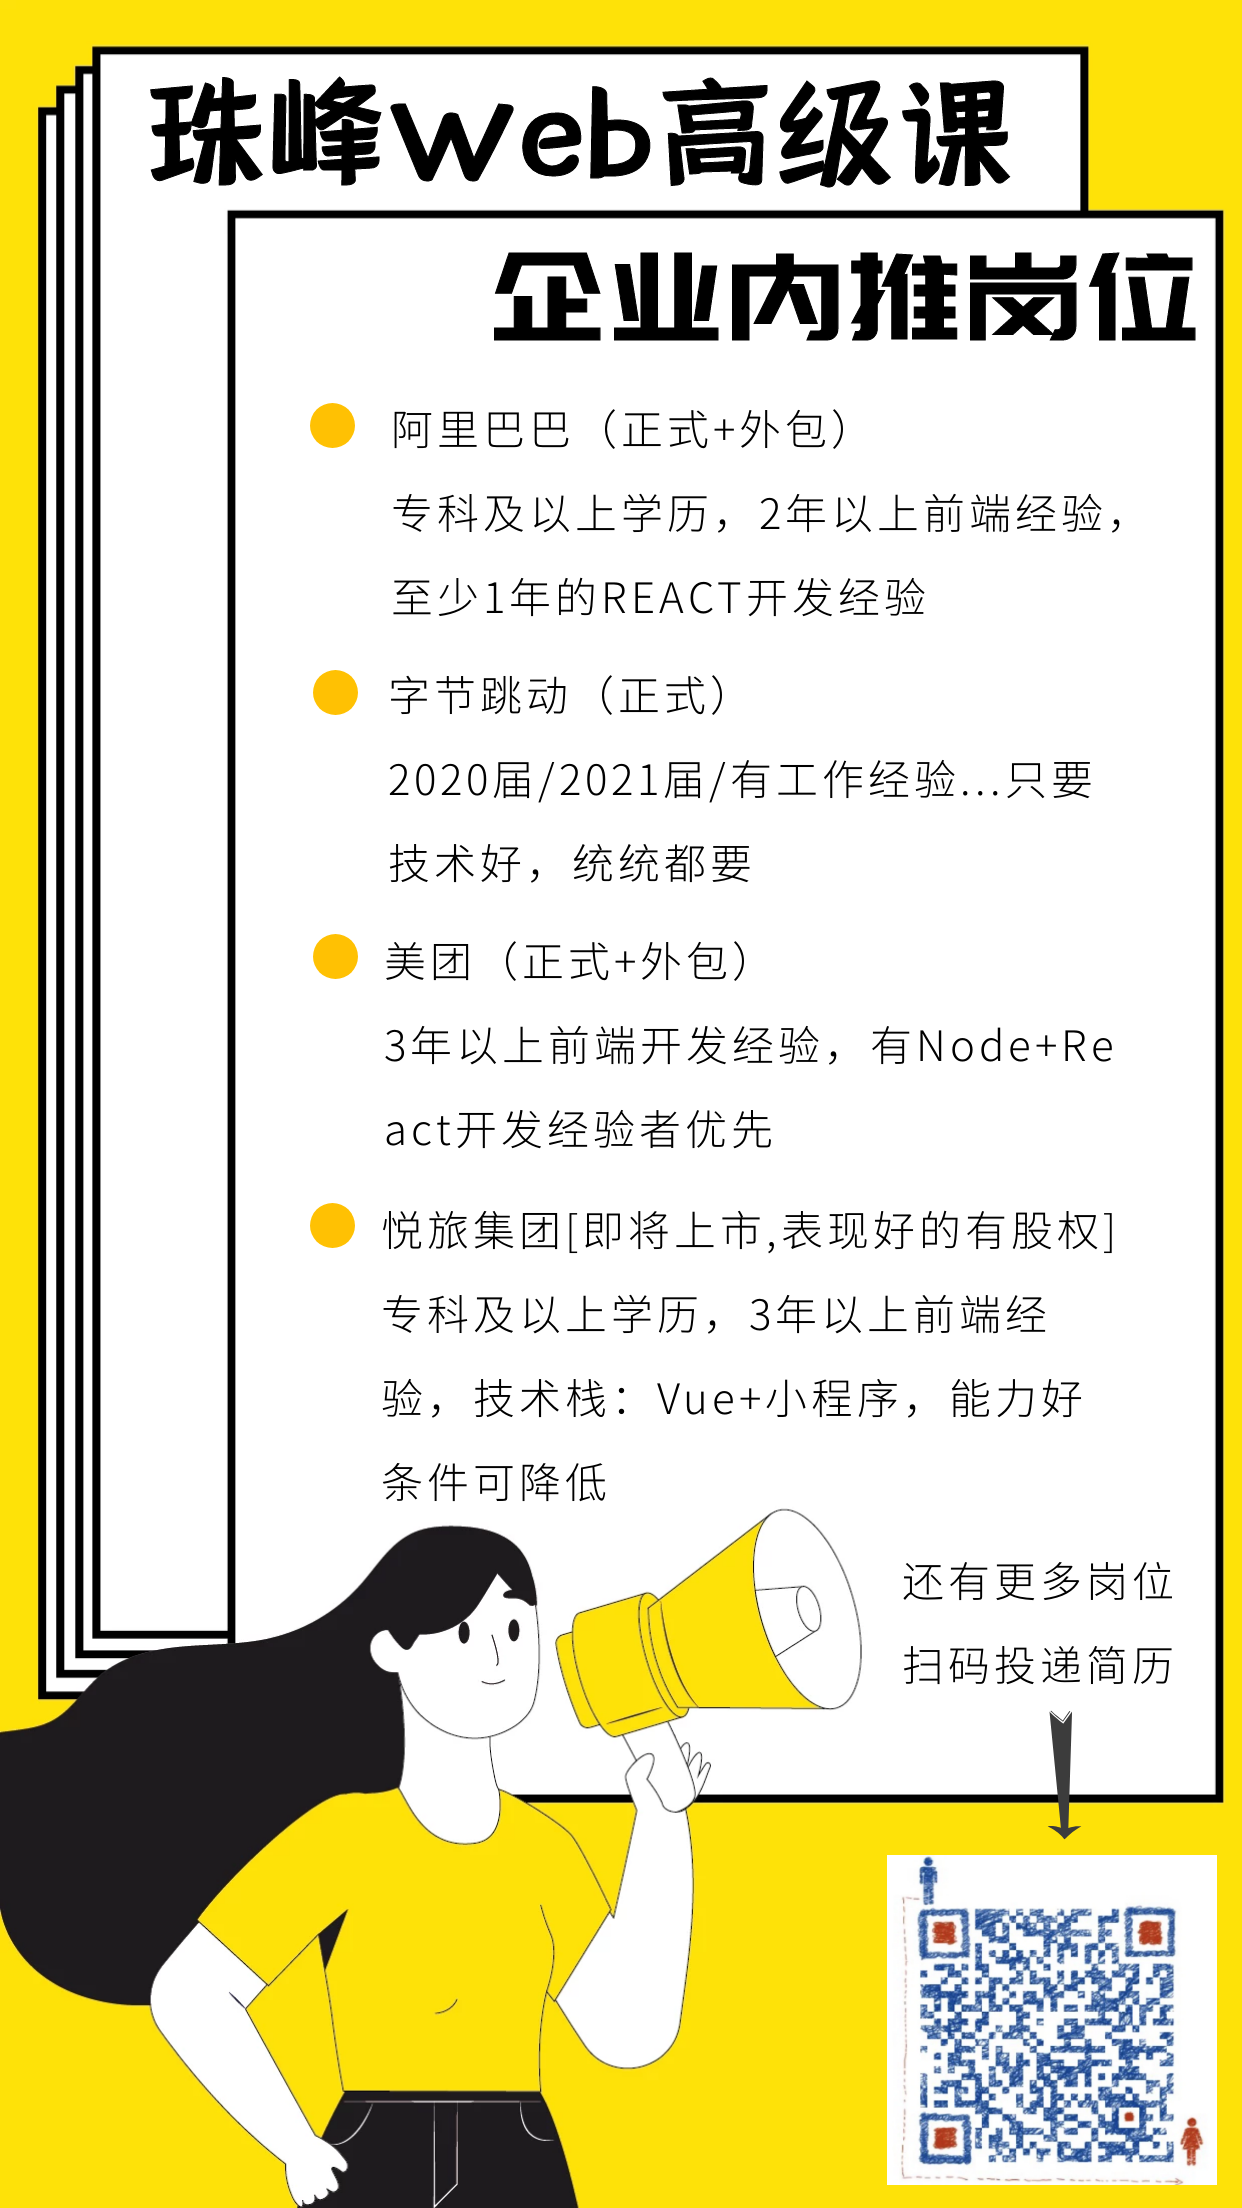 珠峰Web高级课
企业内推岗位
阿里巴巴（正式+外包）
专科及以上学历，2年以上前端经验，
至少1年的REACT开发经验
字节跳动（正式）
2020届/2021届/有工作经验...只要
技术好，统统都要
美团（正式+外包）
3年以上前端开发经验，有Node+Re
act开发经验者优先
悦旅集团[即将上市,表现好的有股权]
专科及以上学历，3年以上前端经
验，技术栈：Vue+小程序，能力好
条件可降低
还有更多岗位
扫码投递简历